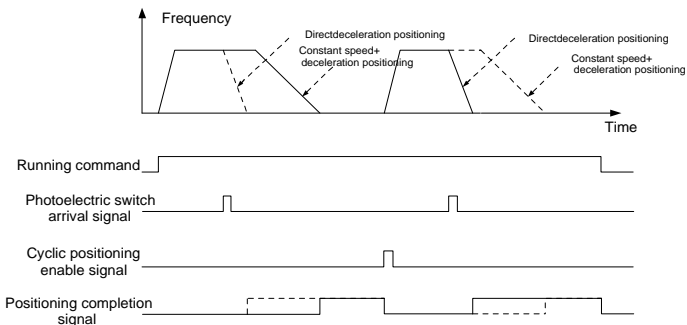 Frequency
Directdeceleration positioning
Constant speed+
deceleration positioning
Directdeceleration positioning
Constant speed+
deceleration positioning
Time
Running command
Photoelectric switch
arrival signal
Cyclic positioning
enable signal
Positioning completion
signal